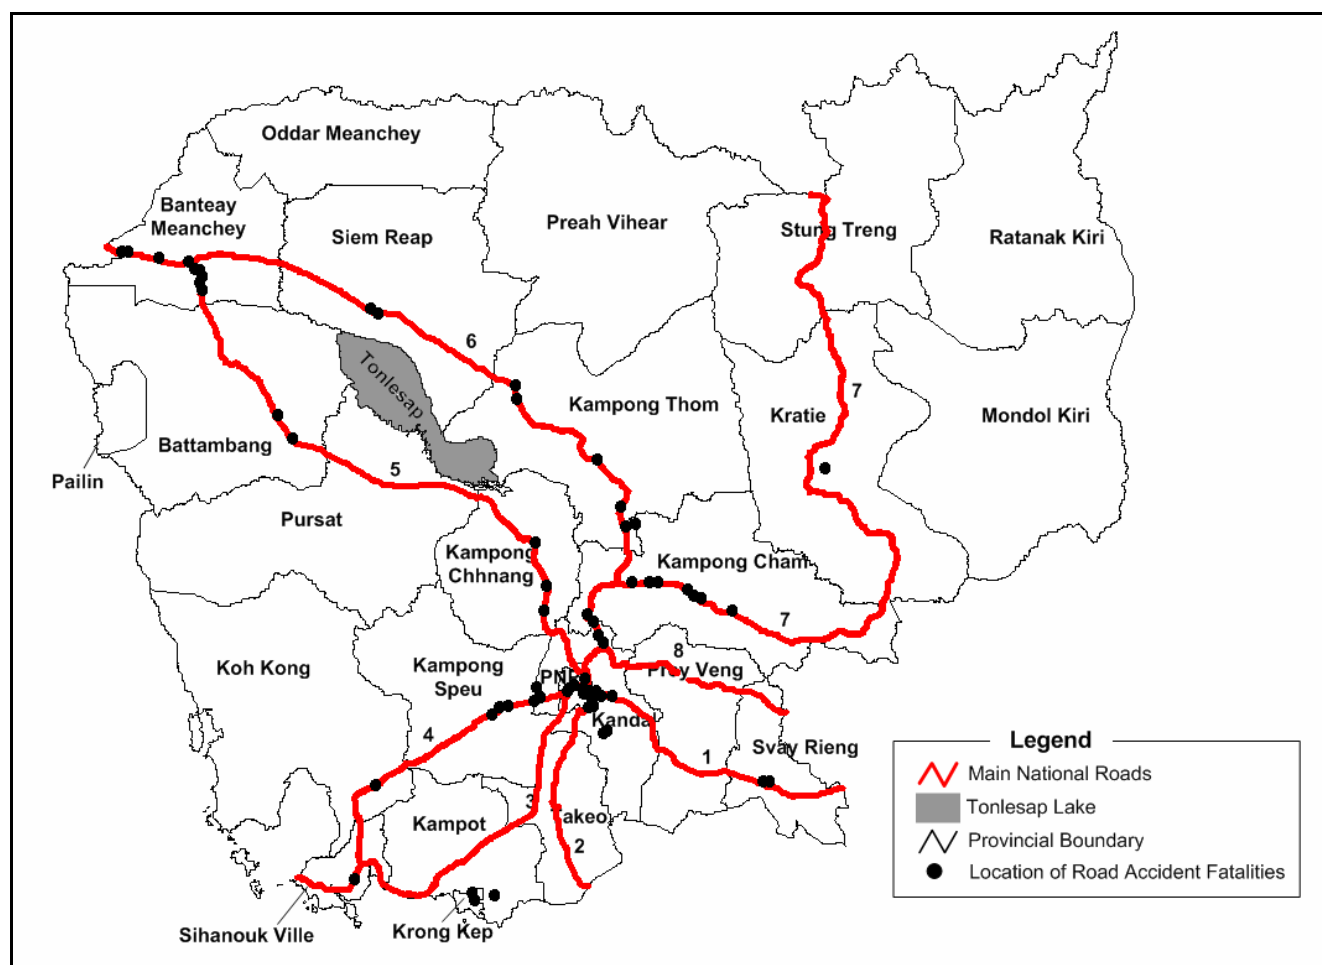 Oddar Meanchey
Banteay
Meanchey
Siem Reap
Preah Vihear
Stung Treng
Ratanak Kiri
6
Tonlesap
7
Kampong Thom
Kratie
Mondol Kiri
Battambang
5
Pailin
Pursat
Kampong
Chhnang
Kampong Cham
7
8
Koh Kong
Kampong
Speu
Prey Veng
Kandal
4
1
Svay Rieng
3
Kampot
Takeo
2
Sihanouk Ville
Krong Kep
Legend
Main National Roads
Tonlesap Lake
Provincial Boundary
Location of Road Accident Fatalities